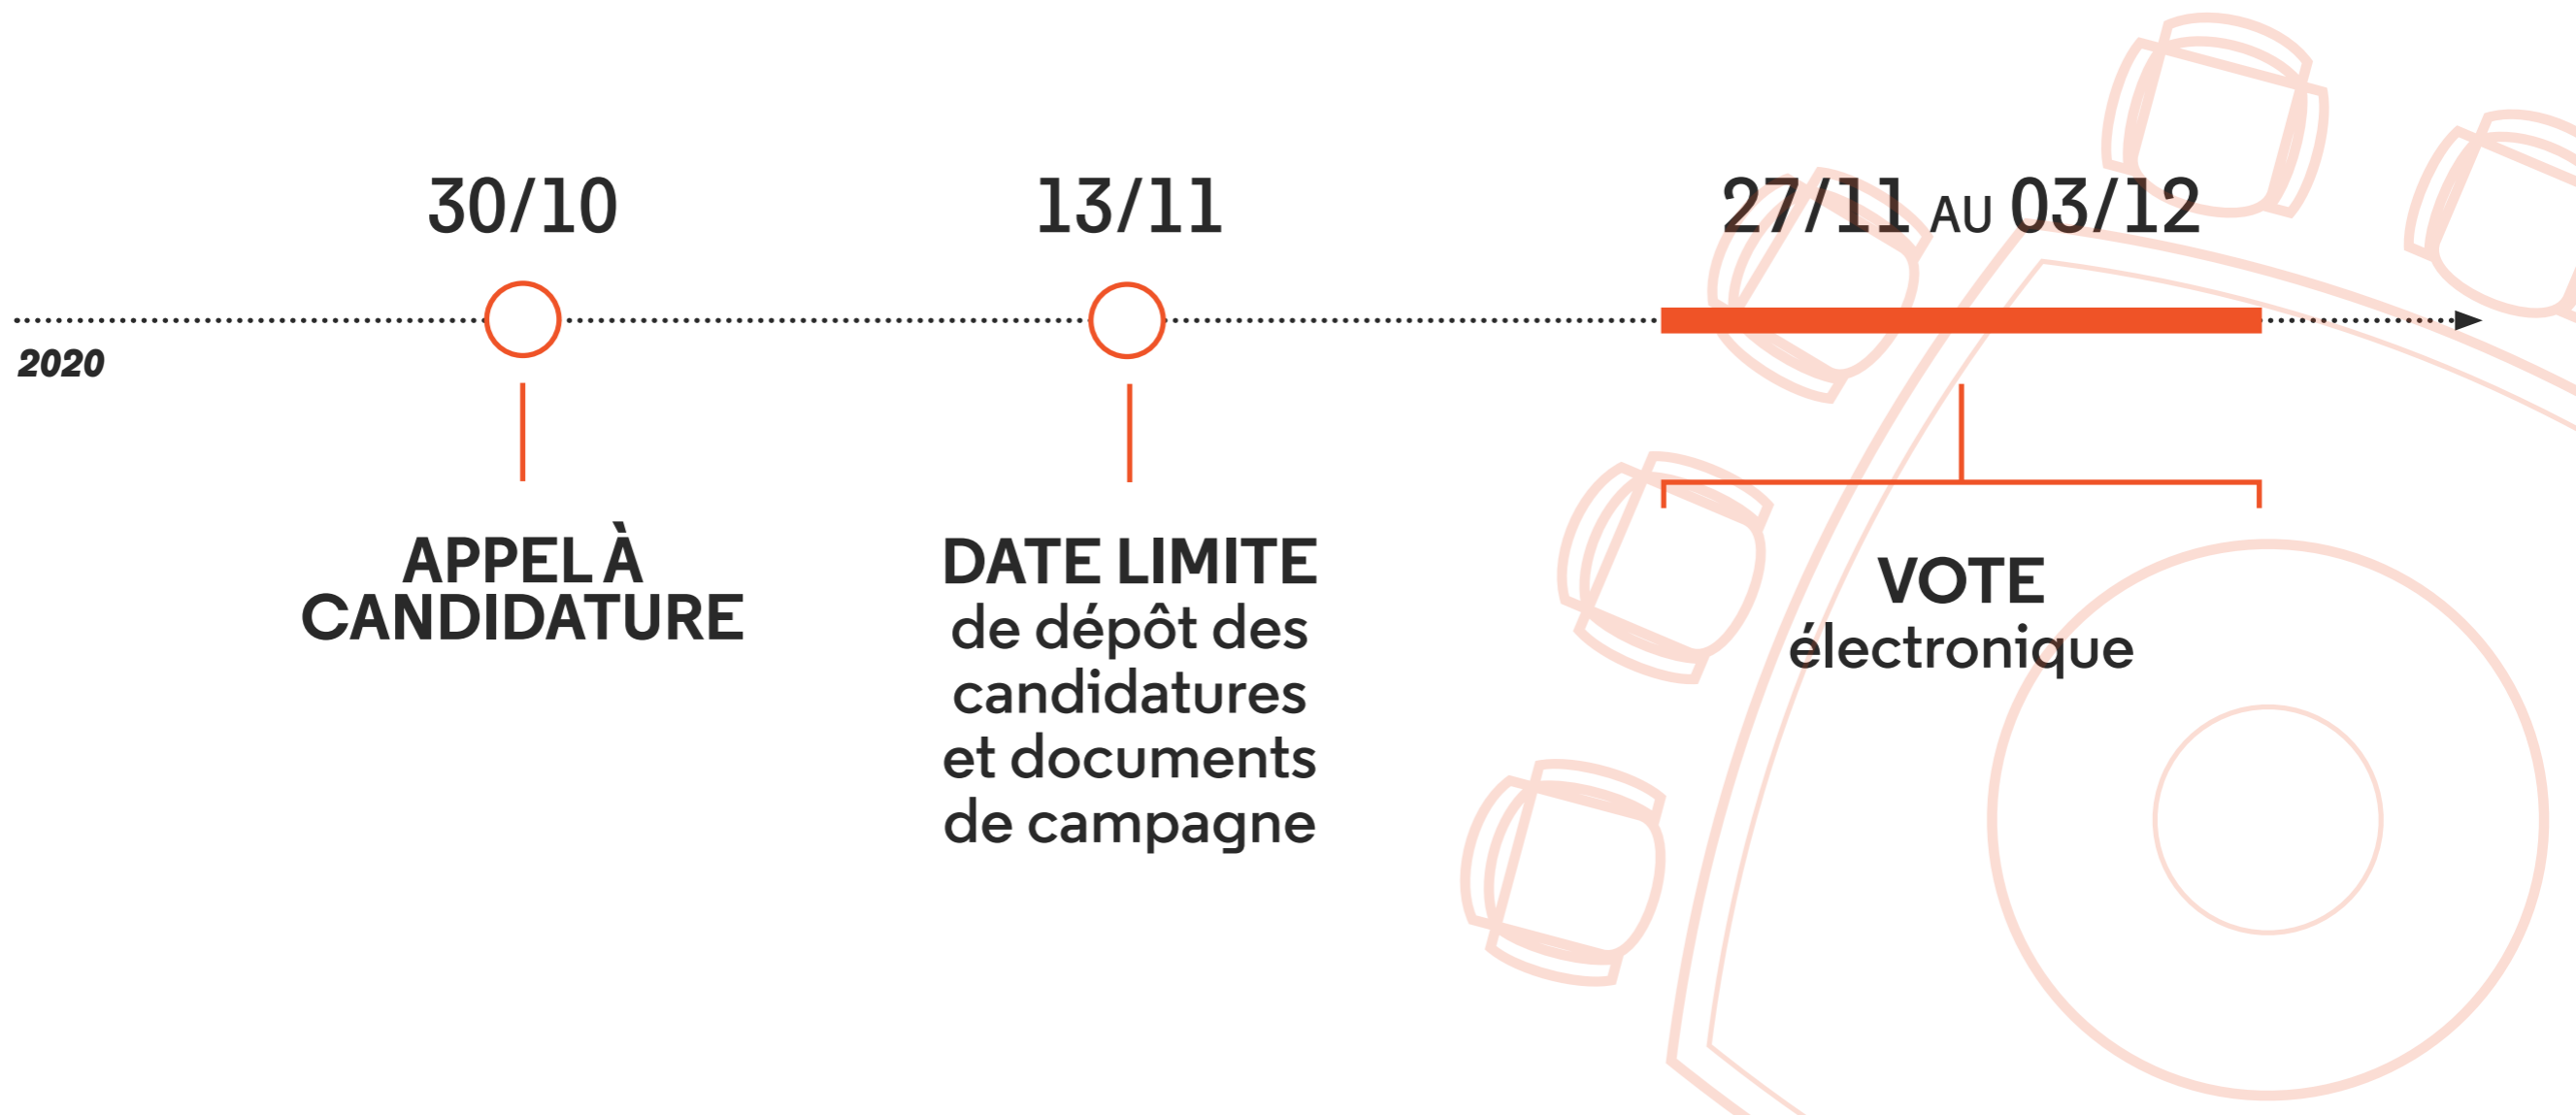 30/10
13/11
27/11 AU 03/12
2020
APPEL À
CANDIDATURE
DATE LIMITE
de dépôt des
candidatures
et documents
de campagne
VOTE
électronique